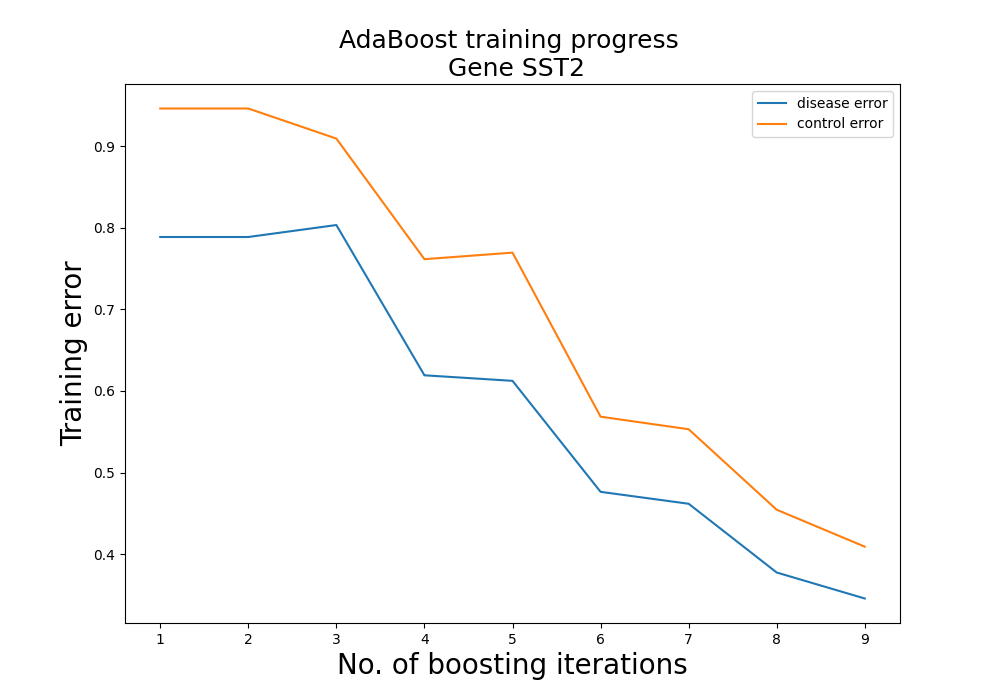 AdaBoost training progress
Gene SST2
disease error
control error
Training error
0.9
0.8
0.7
0.6
0.5
0.4
1 2 3 4 5 6 7 8 9
No. of boosting iterations